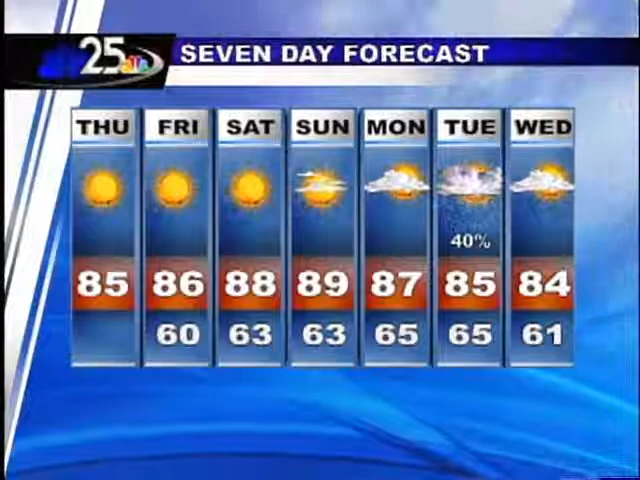 25
SEVEN DAY FORECAST
THU FRI SAT SUN MON TUE WED
40%
85 86 88 89 87 85 84
60 63 63 65 65 61